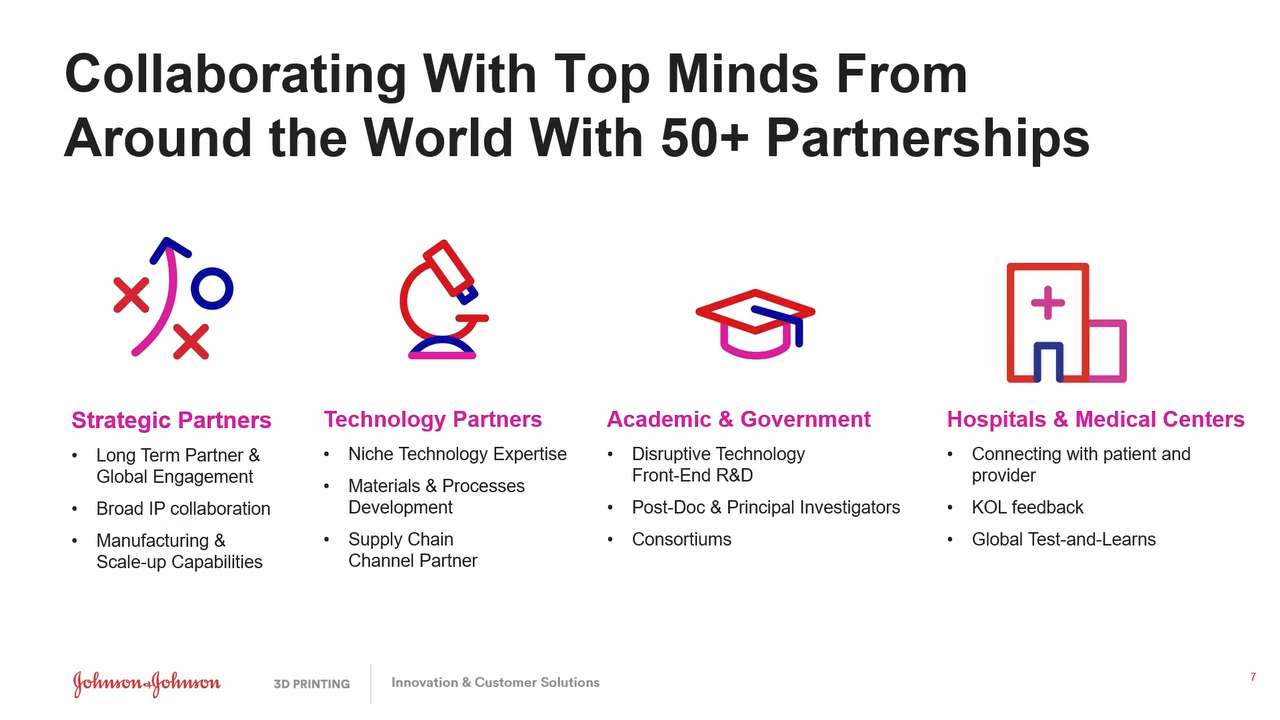 Collaborating With Top Minds From
Around the World With 50+ Partnerships
Strategic Partners
• Long Term Partner &
Global Engagement
• Broad IP collaboration
• Manufacturing &
Scale-up Capabilities
Technology Partners
• Niche Technology Expertise
• Materials & Processes
Development
• Supply Chain
Channel Partner
Academic & Government
• Disruptive Technology
Front-End R&D
• Post-Doc & Principal Investigators
• Consortiums
Hospitals & Medical Centers
• Connecting with patient and
provider
• KOL feedback
• Global Test-and-Learns
Johnson & Johnson
3D PRINTING
Innovation & Customer Solutions
7